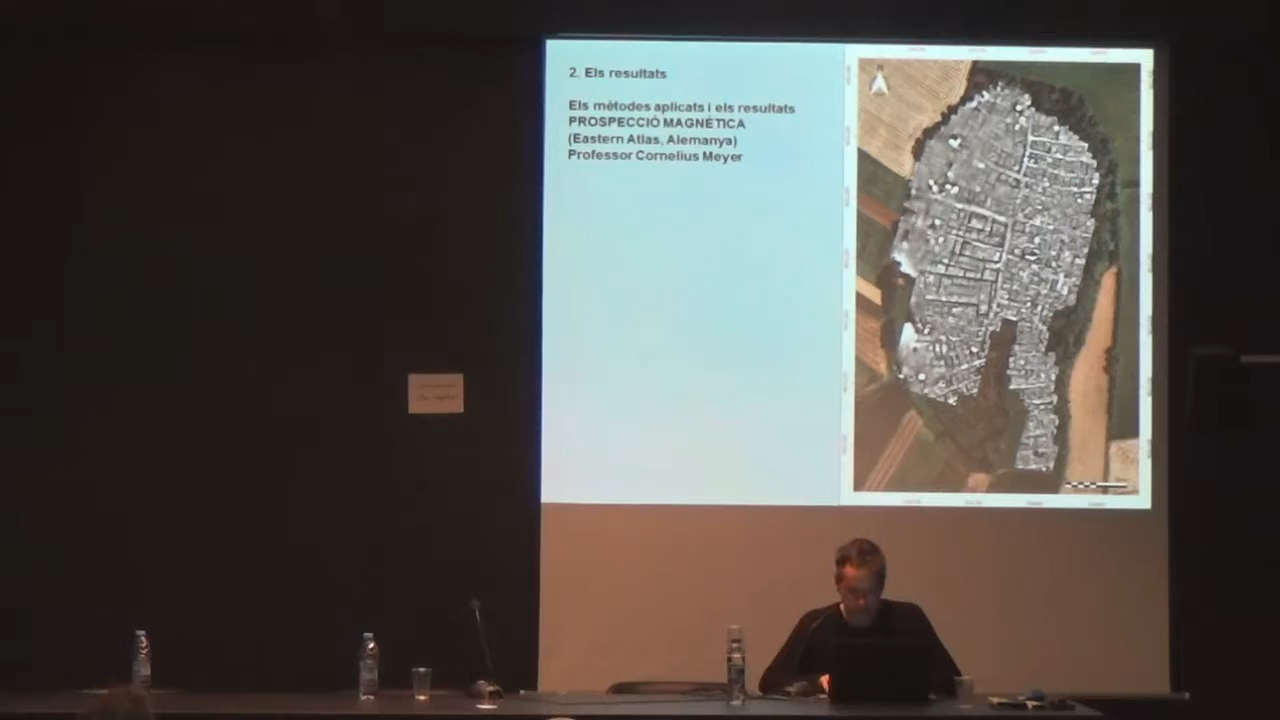 2. Els resultats
Els mètodes aplicats i els resultats
PROSPECCIÓ MAGNÈTICA
(Eastern Atlas, Alemanya)
Professor Cornelius Meyer
N